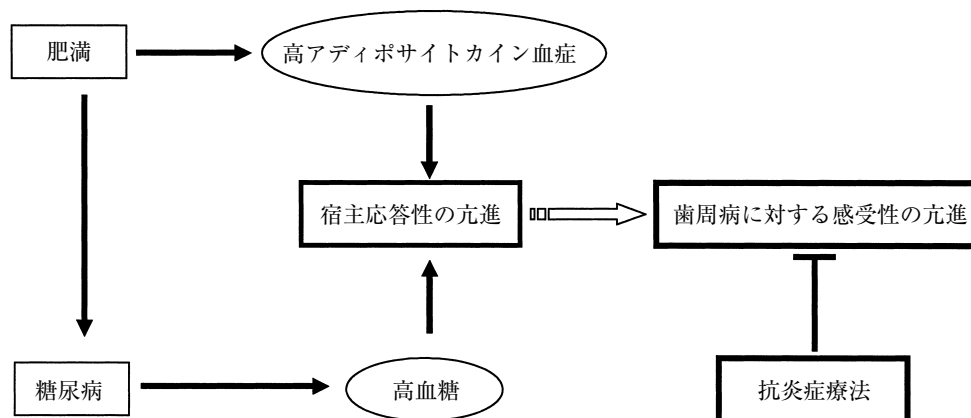 肥満
高アディポサイトカイン血症
宿主応答性の亢進
歯周病に対する感受性の亢進
糖尿病
高血糖
抗炎症療法